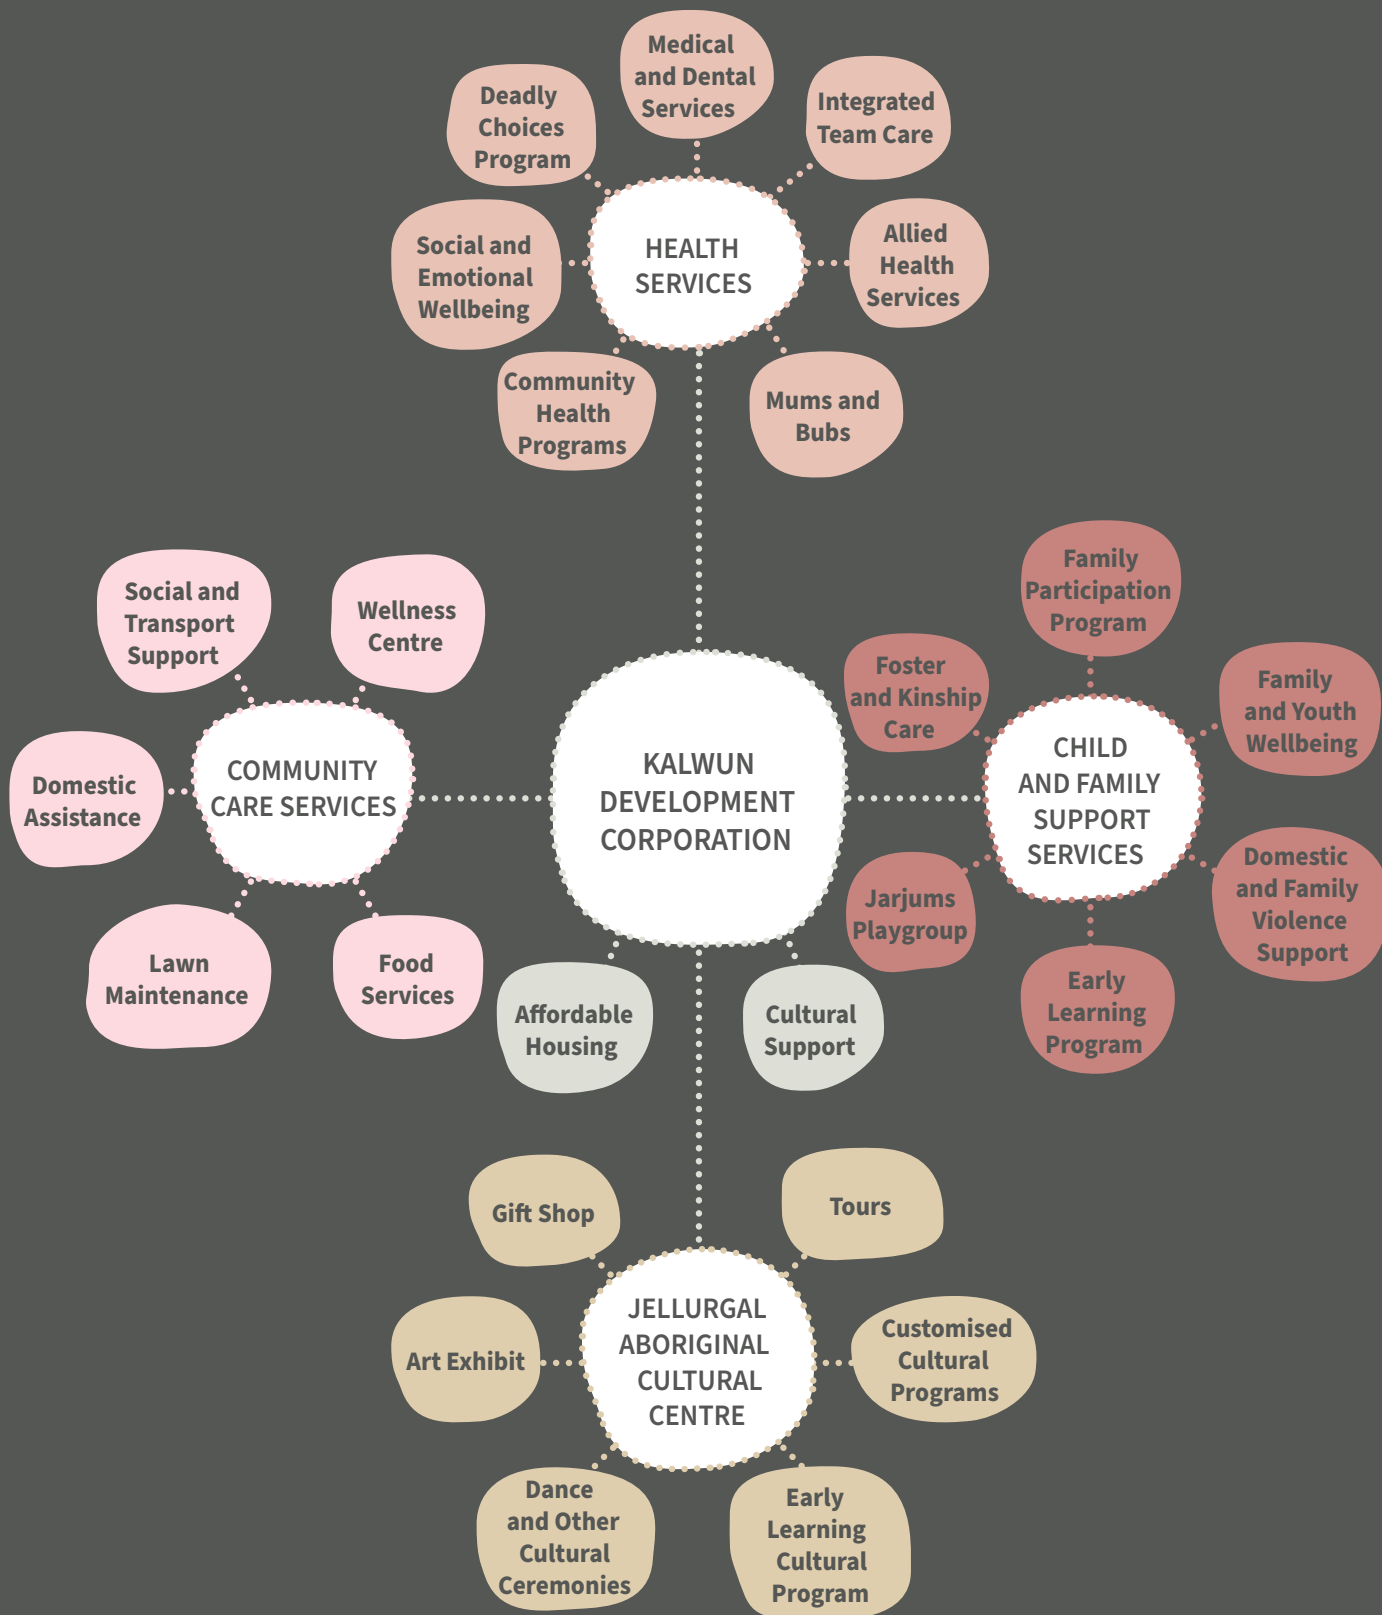 Medical
and Dental
Services
Deadly
Choices
Program
Integrated
Team Care
Social and
Emotional
Wellbeing
HEALTH
SERVICES
Allied
Health
Services
Community
Health
Programs
Mums and
Bubs
Social and
Transport
Support
Wellness
Centre
Domestic
Assistance
COMMUNITY
CARE SERVICES
Lawn
Maintenance
Food
Services
KALWUN
DEVELOPMENT
CORPORATION
Affordable
Housing
Cultural
Support
Family
Participation
Program
Foster
and Kinship
Care
Family
and Youth
Wellbeing
CHILD
AND FAMILY
SUPPORT
SERVICES
Jarjums
Playgroup
Domestic
and Family
Violence
Support
Early
Learning
Program
Gift Shop
Tours
Art Exhibit
JELLURGAL
ABORIGINAL
CULTURAL
CENTRE
Customised
Cultural
Programs
Dance
and Other
Cultural
Ceremonies
Early
Learning
Cultural
Program